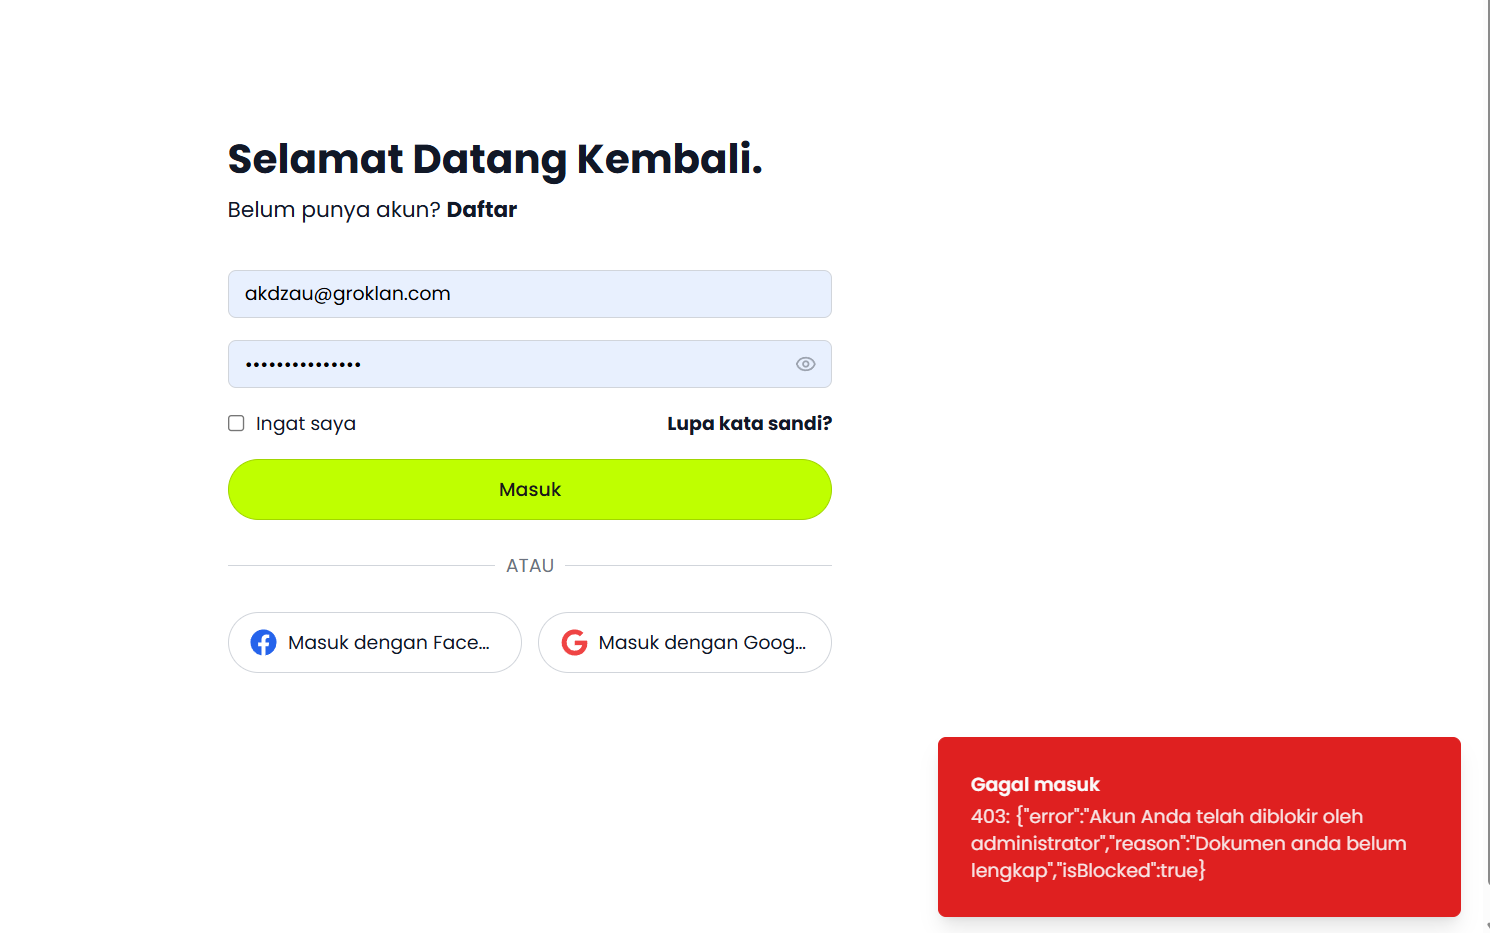 Selamat Datang Kembali.
Belum punya akun? Daftar
akdzau@groklan.com
•••••••••••••••
Ingat saya
Lupa kata sandi?
Masuk
ATAU
Masuk dengan Face...
Masuk dengan Goog...
Gagal masuk
403: {"error":"Akun Anda telah diblokir oleh
administrator","reason":"Dokumen anda belum
lengkap","isBlocked":true}